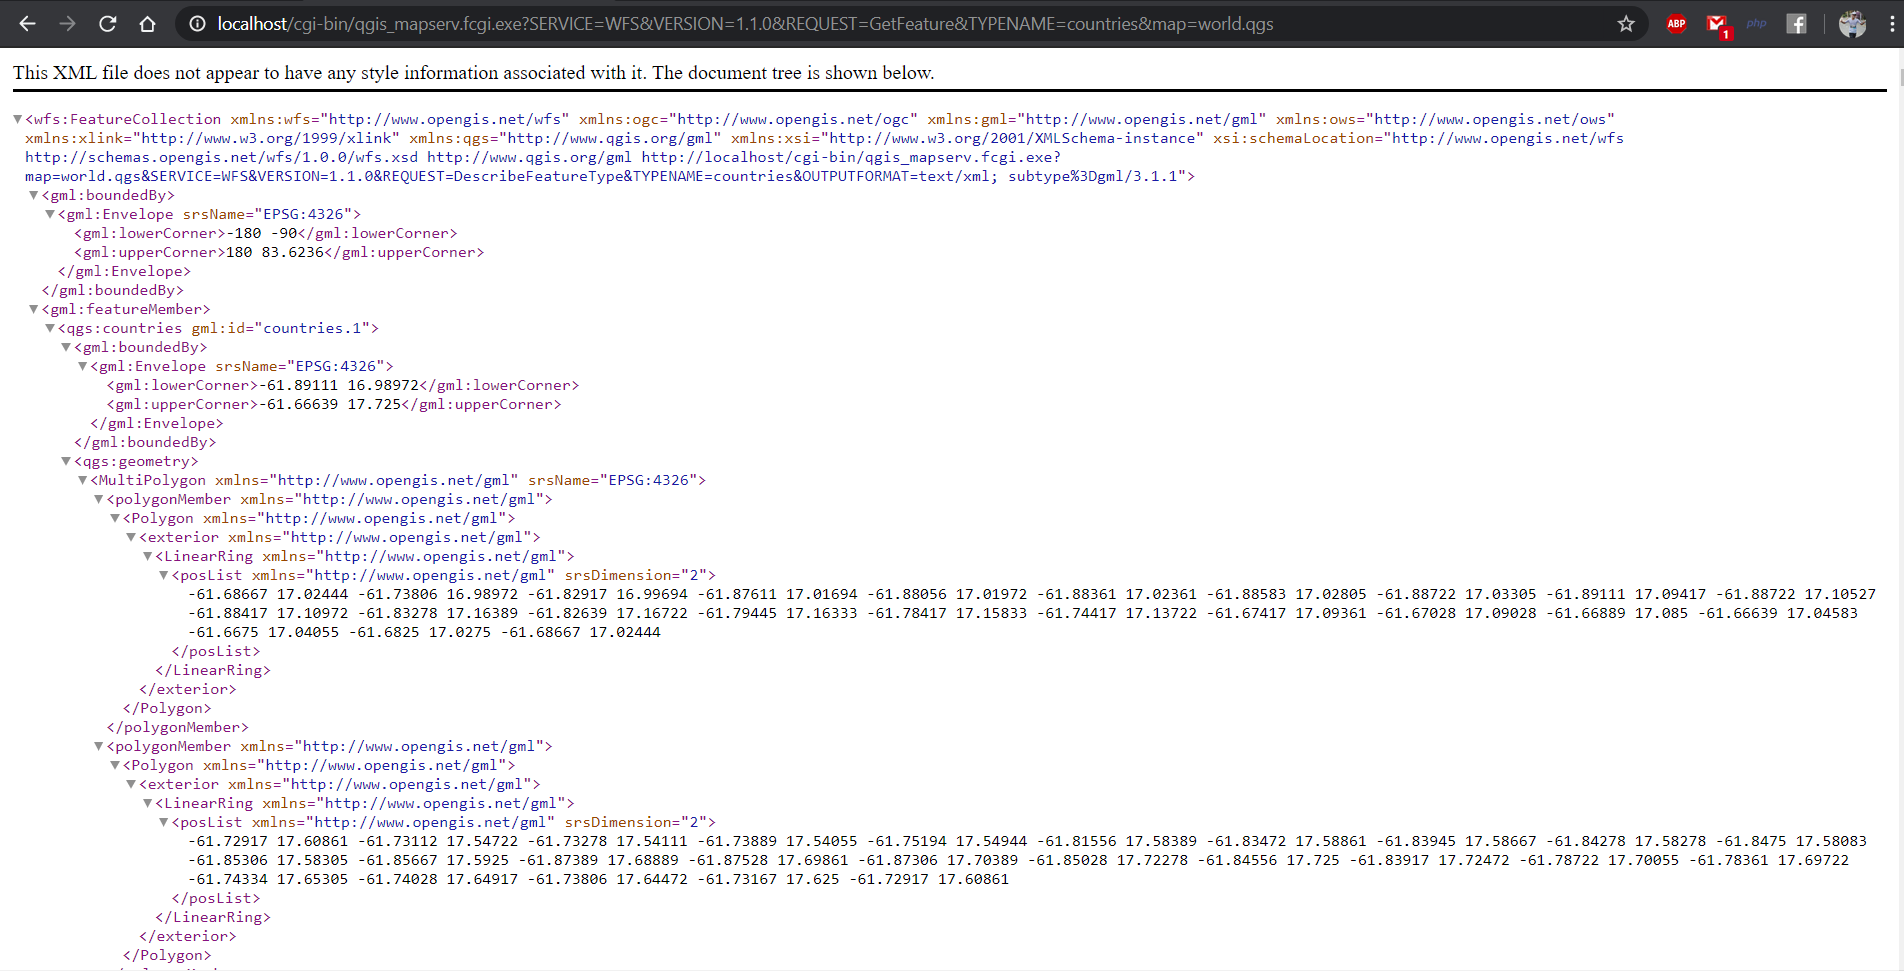 localhost/cgi-bin/qgis_mapserv.fcgi.exe?SERVICE=WFS&VERSION=1.1.0&REQUEST=GetFeature&TYPENAME=countries&map=world.qgs
ABP
1
php
This XML file does not appear to have any style information associated with it. The document tree is shown below.
<wfs:FeatureCollection xmlns:wfs="http://www.opengis.net/wfs" xmlns:ogc="http://www.opengis.net/ogc" xmlns:gml="http://www.opengis.net/gml" xmlns:ows="http://www.opengis.net/ows"
xmlns:xlink="http://www.w3.org/1999/xlink" xmlns:qgs="http://www.qgis.org/gml" xmlns:xsi="http://www.w3.org/2001/XMLSchema-instance" xsi:schemaLocation="http://www.opengis.net/wfs
http://schemas.opengis.net/wfs/1.0.0/wfs.xsd http://www.qgis.org/gml http://localhost/cgi-bin/qgis_mapserv.fcgi.exe?
map=world.qgs&SERVICE=WFS&VERSION=1.1.0&REQUEST=DescribeFeatureType&TYPENAME=countries&OUTPUTFORMAT=text/xml; subtype%3Dgml/3.1.1">
<gml:boundedBy>
<gml:Envelope srsName="EPSG:4326">
<gml:lowerCorner>-180 -90</gml:lowerCorner>
<gml:upperCorner>180 83.6236</gml:upperCorner>
</gml:Envelope>
</gml:boundedBy>
<gml:featureMember>
<qgs:countries gml:id="countries.1">
<gml:boundedBy>
<gml:Envelope srsName="EPSG:4326">
<gml:lowerCorner>-61.89111 16.98972</gml:lowerCorner>
<gml:upperCorner>-61.66639 17.725</gml:upperCorner>
</gml:Envelope>
</gml:boundedBy>
<qgs:geometry>
<MultiPolygon xmlns="http://www.opengis.net/gml" srsName="EPSG:4326">
<polygonMember xmlns="http://www.opengis.net/gml">
<Polygon xmlns="http://www.opengis.net/gml">
<exterior xmlns="http://www.opengis.net/gml">
<LinearRing xmlns="http://www.opengis.net/gml">
<posList xmlns="http://www.opengis.net/gml" srsDimension="2">
-61.68667 17.02444 -61.73806 16.98972 -61.82917 16.99694 -61.87611 17.01694 -61.88056 17.01972 -61.88361 17.02361 -61.88583 17.02805 -61.88722 17.03305 -61.89111 17.09417 -61.88722 17.10527
-61.88417 17.10972 -61.83278 17.16389 -61.82639 17.16722 -61.79445 17.16333 -61.78417 17.15833 -61.74417 17.13722 -61.67417 17.09361 -61.67028 17.09028 -61.66889 17.085 -61.66639 17.04583
-61.6675 17.04055 -61.6825 17.0275 -61.68667 17.02444
</posList>
</LinearRing>
</exterior>
</Polygon>
</polygonMember>
<polygonMember xmlns="http://www.opengis.net/gml">
<Polygon xmlns="http://www.opengis.net/gml">
<exterior xmlns="http://www.opengis.net/gml">
<LinearRing xmlns="http://www.opengis.net/gml">
<posList xmlns="http://www.opengis.net/gml" srsDimension="2">
-61.72917 17.60861 -61.73112 17.54722 -61.73278 17.54111 -61.73889 17.54055 -61.75194 17.54944 -61.81556 17.58389 -61.83472 17.58861 -61.83945 17.58667 -61.84278 17.58278 -61.8475 17.58083
-61.85306 17.58305 -61.85667 17.5925 -61.87389 17.68889 -61.87528 17.69861 -61.87306 17.70389 -61.85028 17.72278 -61.84556 17.725 -61.83917 17.72472 -61.78722 17.70055 -61.78361 17.69722
-61.74334 17.65305 -61.74028 17.64917 -61.73806 17.64472 -61.73167 17.625 -61.72917 17.60861
</posList>
</LinearRing>
</exterior>
</Polygon>